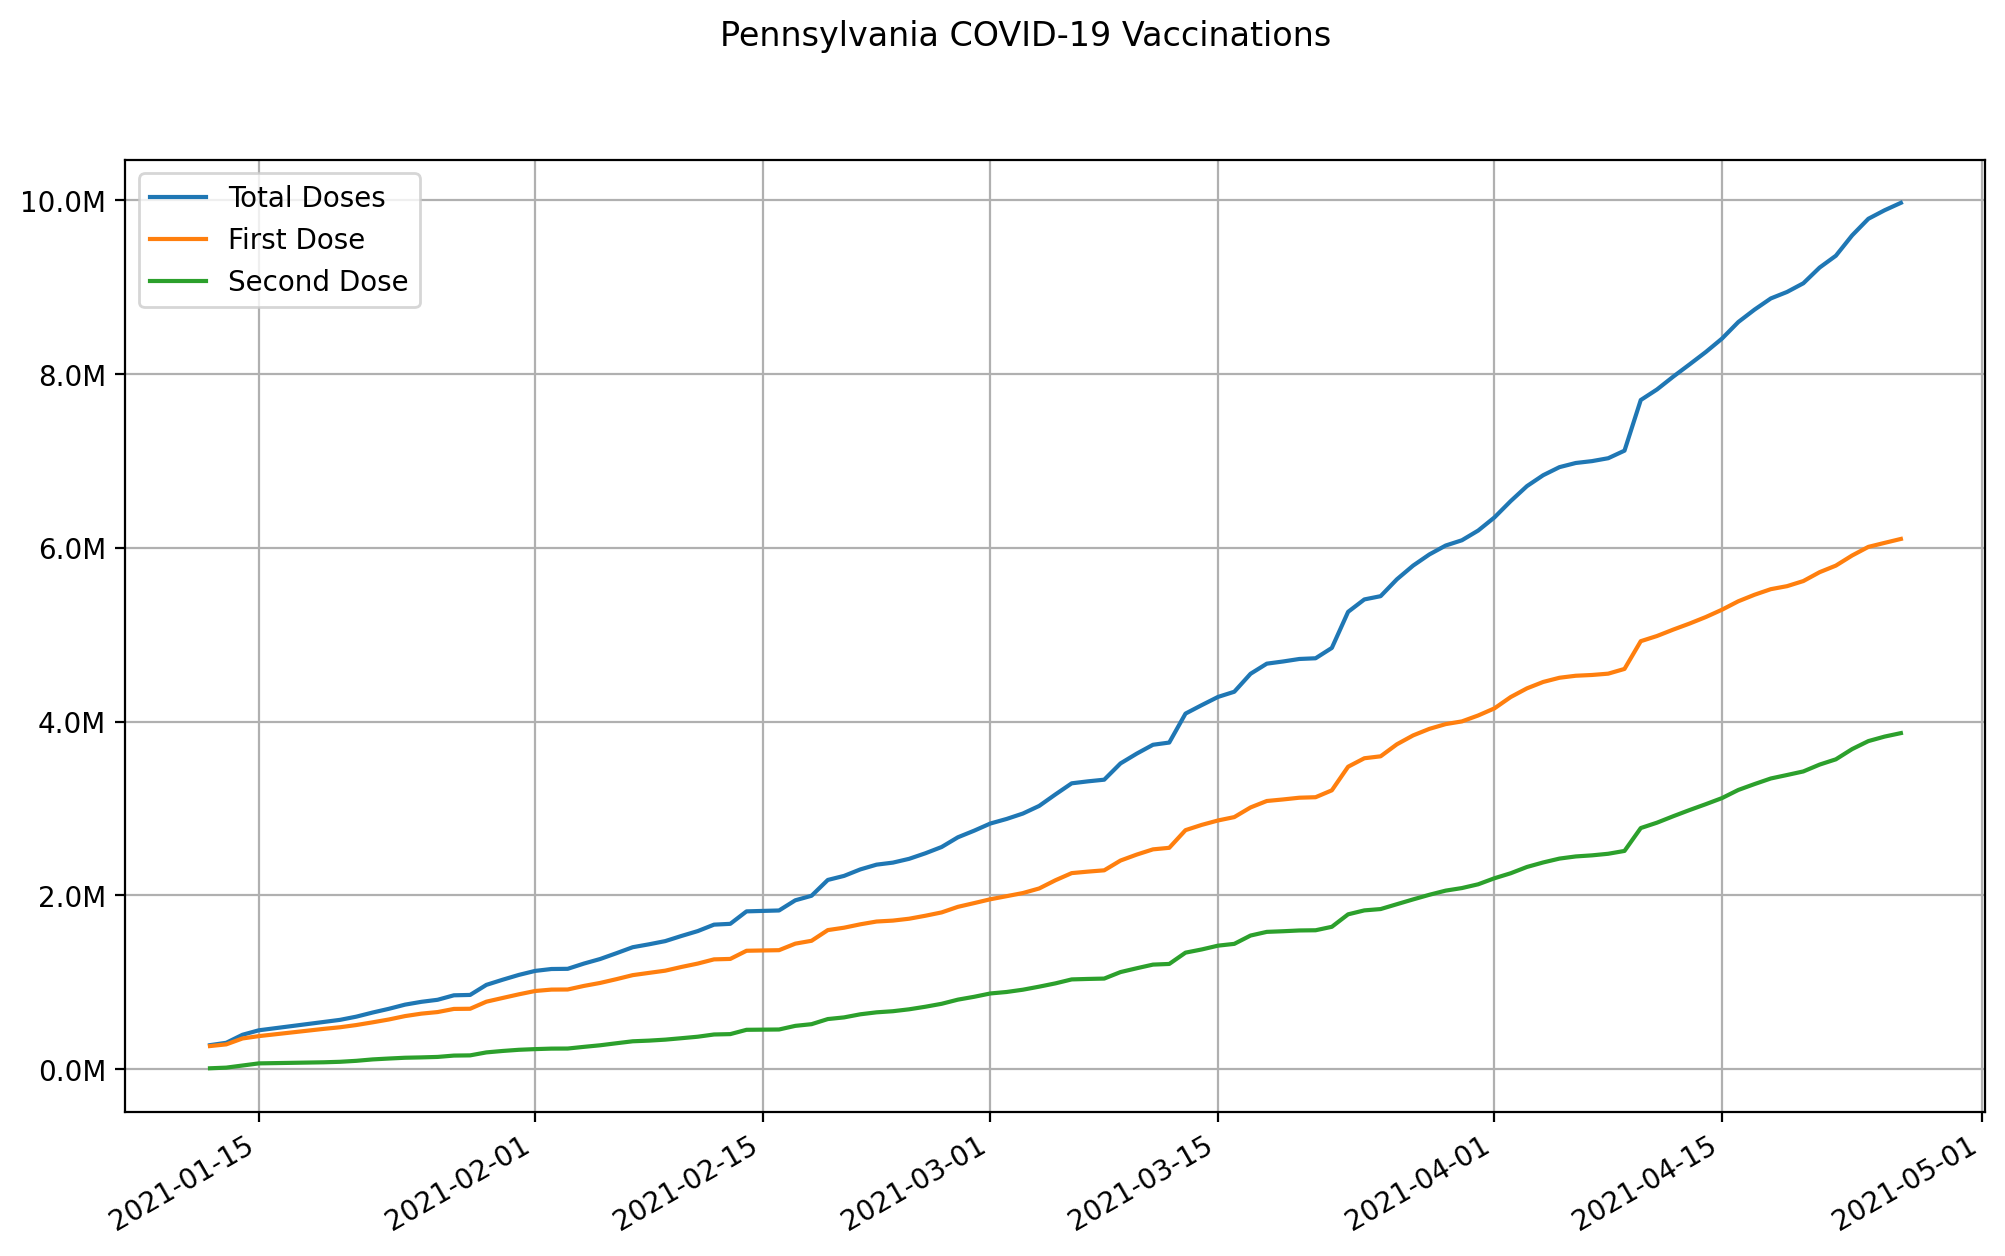 Pennsylvania COVID-19 Vaccinations
Total Doses
First Dose
Second Dose
10.0M
8.0M
6.0M
4.0M
2.0M
0.0M
2021-01-15
2021-02-01
2021-02-15
2021-03-01
2021-03-15
2021-04-01
2021-04-15
2021-05-01